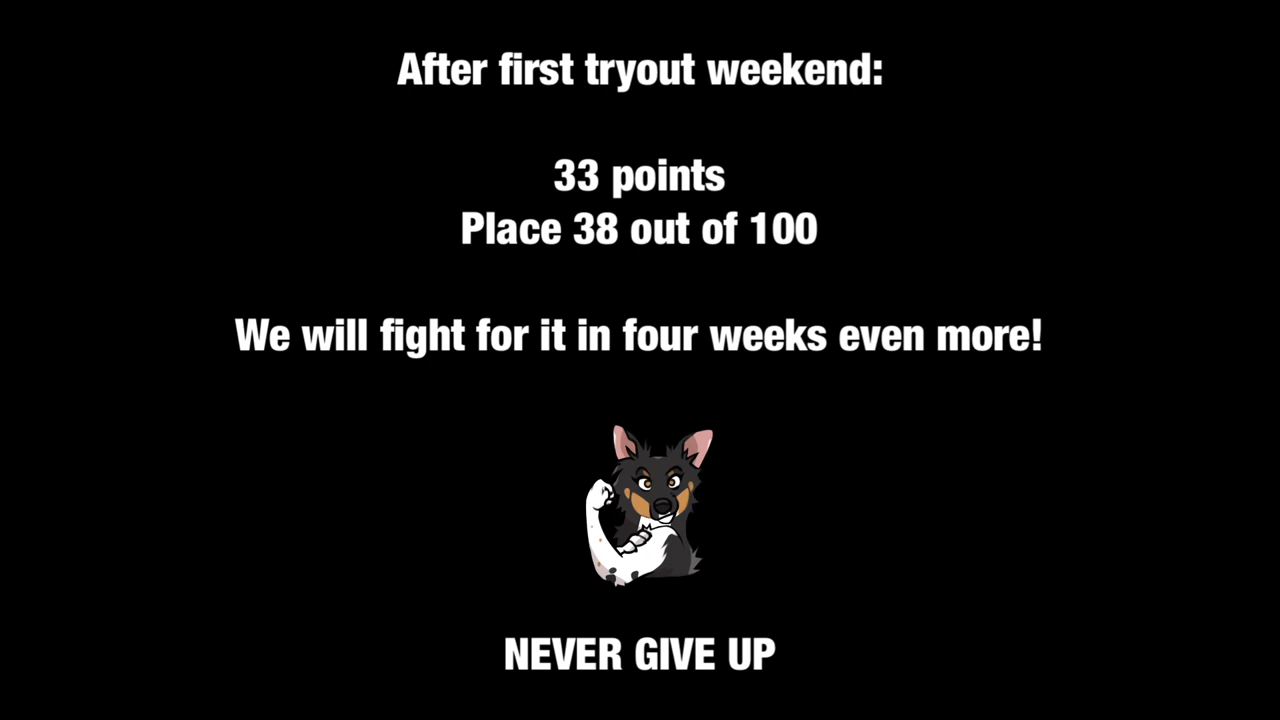 After first tryout weekend:
33 points
Place 38 out of 100
We will fight for it in four weeks even more!
NEVER GIVE UP